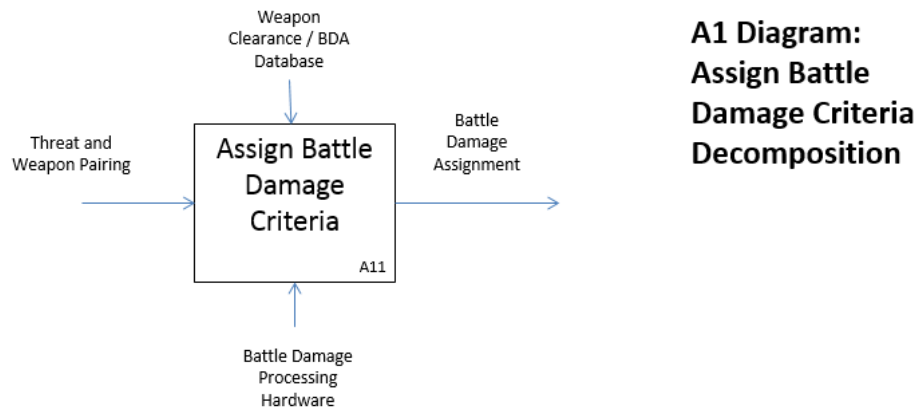 Weapon
Clearance / BDA
Database
A1 Diagram:
Assign Battle
Damage Criteria
Decomposition
Threat and
Weapon Pairing
Assign Battle
Damage
Criteria
A11
Battle
Damage
Assignment
Battle Damage
Processing
Hardware